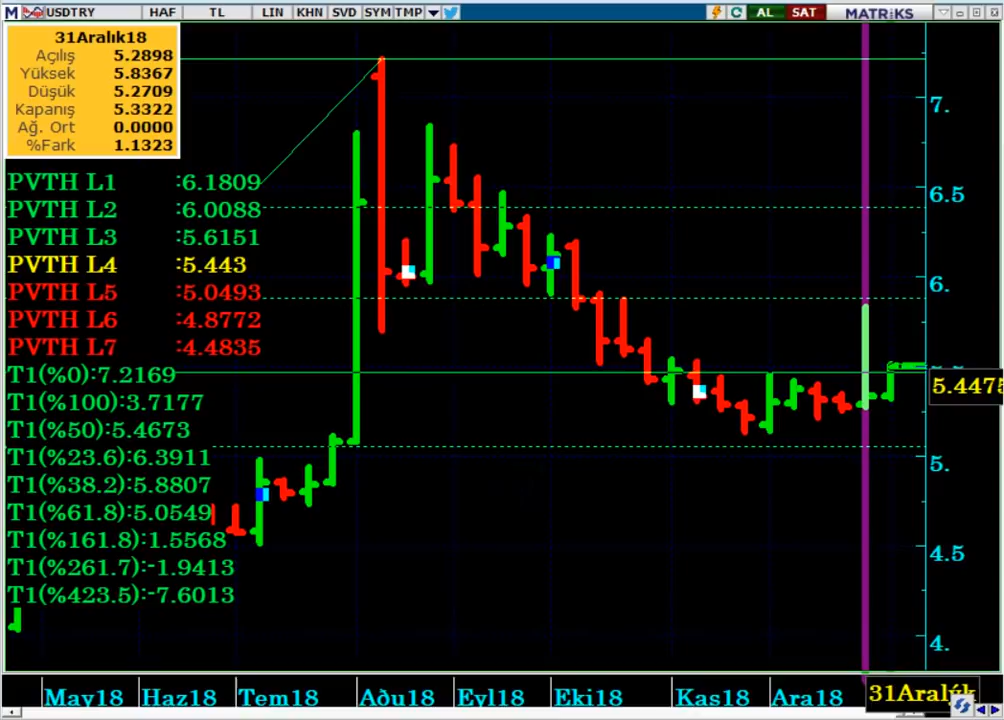 M USDTRY HAF TL LIN KHN SVD SYM TMP AL SAT MATRiKS
31Aralık18
Açılış 5.2898
Yüksek 5.8367
Düşük 5.2709
Kapanış 5.3322
Ağ. Ort 0.0000
%Fark 1.1323
7.
PVTH L1 :6.1809
6.5
PVTH L2 :6.0088
PVTH L3 :5.6151
PVTH L4 :5.443
6.
PVTH L5 :5.0493
PVTH L6 :4.8772
PVTH L7 :4.4835
T1(%0):7.2169
5.4475
T1(%100):3.7177
T1(%50):5.4673
T1(%23.6):6.3911
5.
T1(%38.2):5.8807
T1(%61.8):5.0549
T1(%161.8):1.5568
4.5
T1(%261.7):-1.9413
T1(%423.5):-7.6013
4.
May18 Haz18 Tem18 Aðu18 Eyl18 Eki18 Kas18 Ara18 31Aralýk